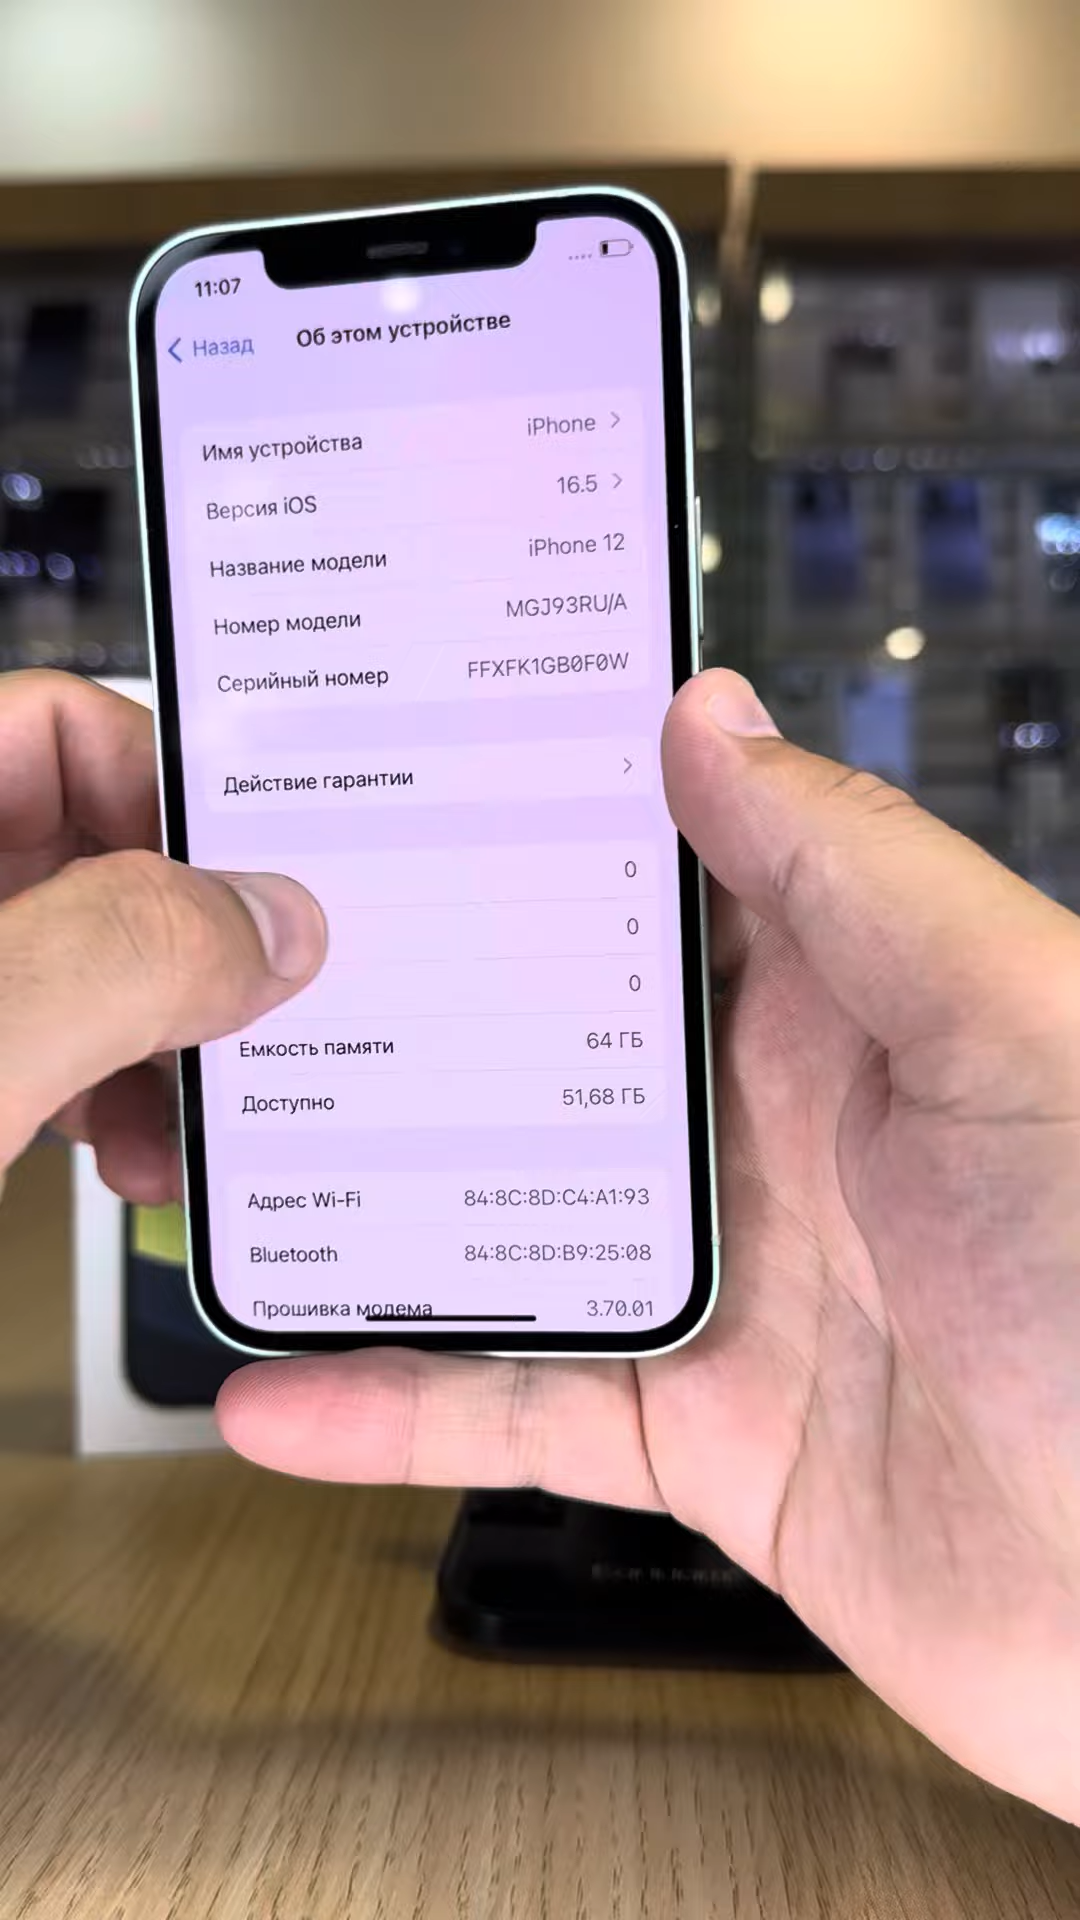 11:07
Назад
Об этом устройстве
Имя устройства iPhone
Версия iOS 16.5
Название модели iPhone 12
Номер модели MGJ93RU/A
Серийный номер FFXFK1GB0F0W
Действие гарантии
0
0
0
Емкость памяти 64 ГБ
Доступно 51,68 ГБ
Адрес Wi-Fi 84:8C:8D:C4:A1:93
Bluetooth 84:8C:8D:B9:25:08
Прошивка модема 3.70.01